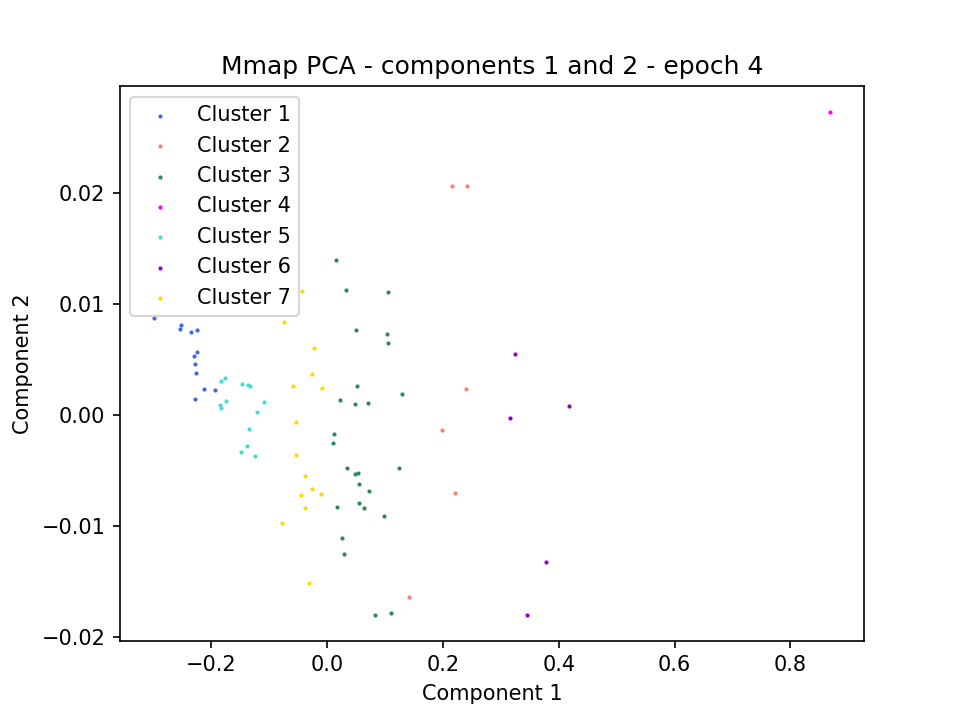 Mmap PCA - components 1 and 2 - epoch 4
Cluster 1
Cluster 2
Cluster 3
Cluster 4
Cluster 5
Cluster 6
Cluster 7
0.02
0.01
0.00
−0.01
−0.02
Component 2
−0.2
0.0
0.2
0.4
0.6
0.8
Component 1